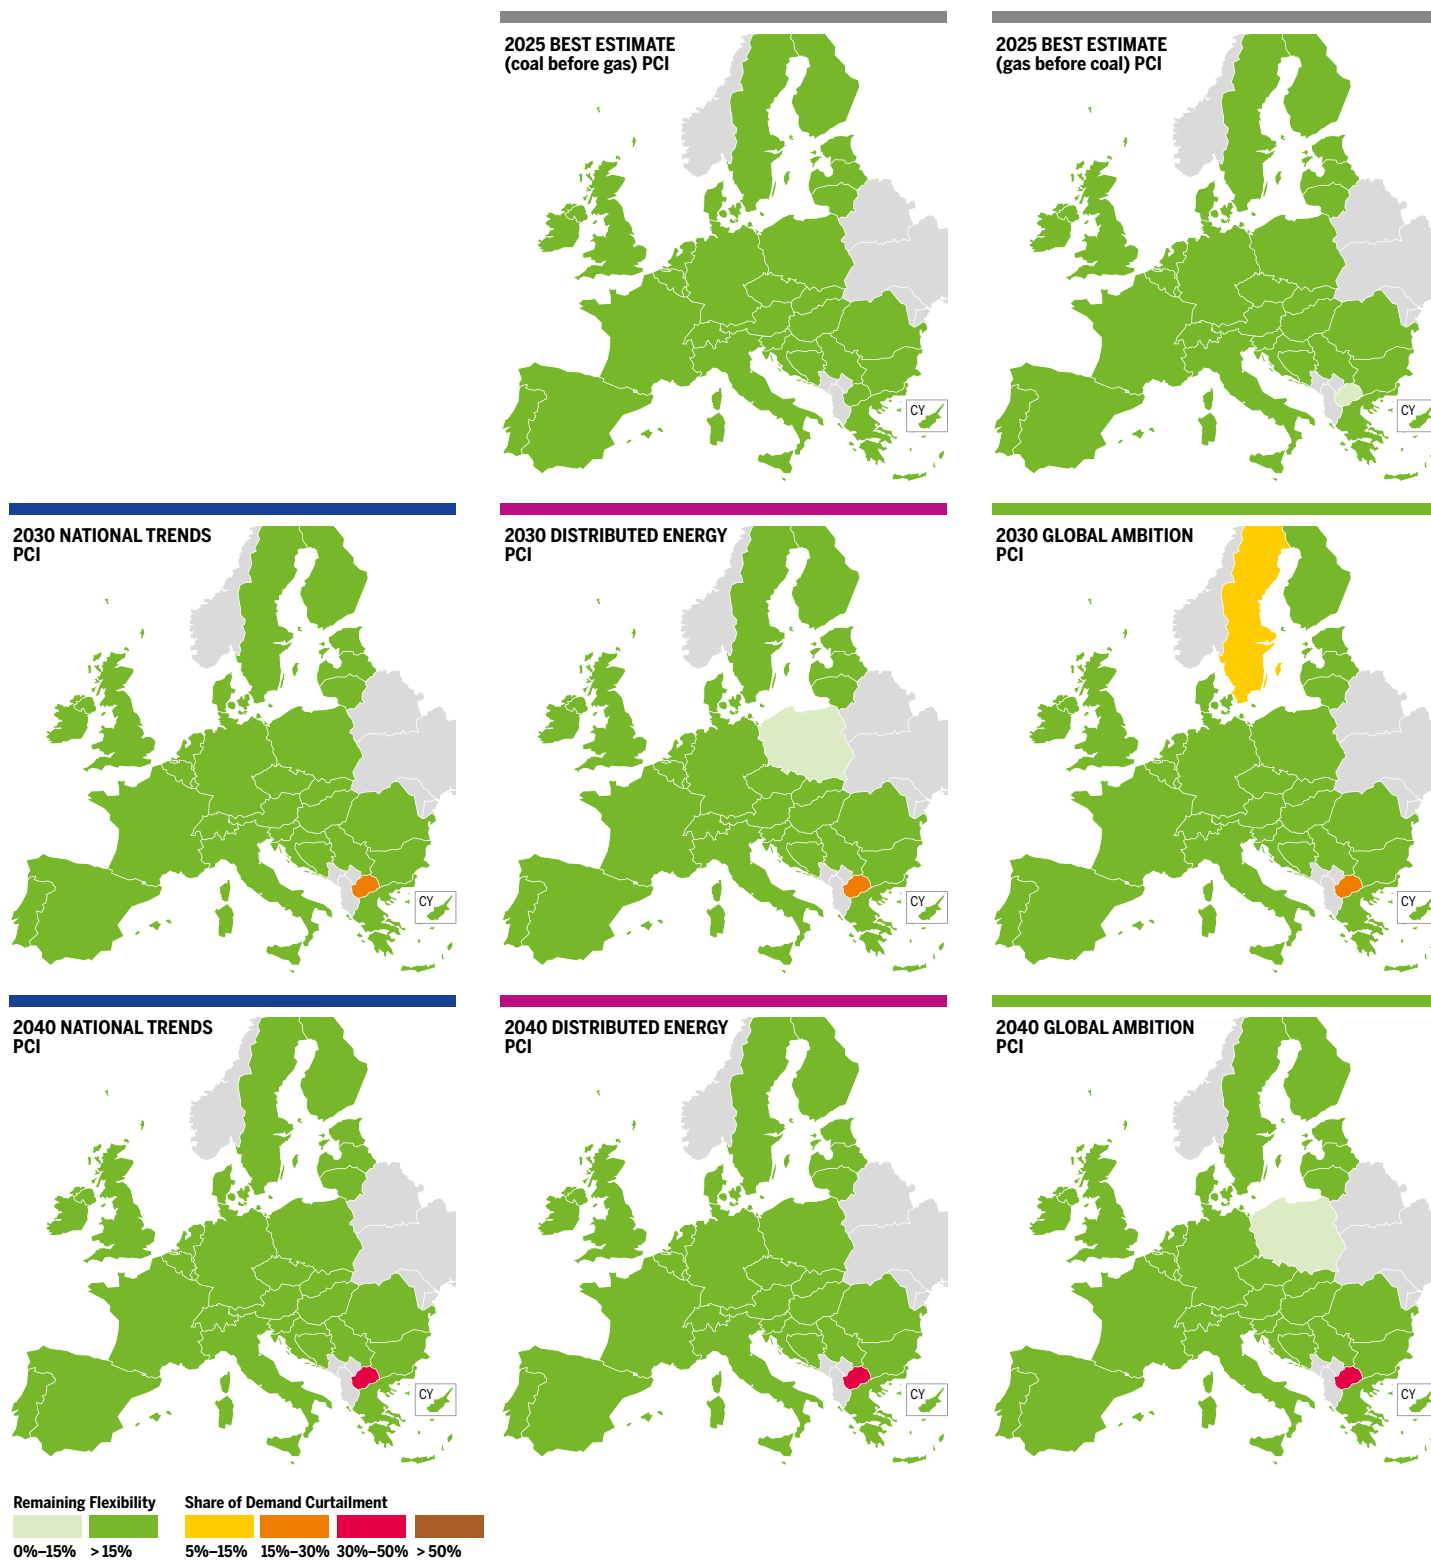 2025 BEST ESTIMATE
(coal before gas) PCI
2025 BEST ESTIMATE
(gas before coal) PCI
CY
CY
2030 NATIONAL TRENDS
PCI
2030 DISTRIBUTED ENERGY
PCI
2030 GLOBAL AMBITION
PCI
CY
CY
CY
2040 NATIONAL TRENDS
PCI
2040 DISTRIBUTED ENERGY
PCI
2040 GLOBAL AMBITION
PCI
CY
CY
CY
Remaining Flexibility
Share of Demand Curtailment
0%–15% > 15% 5%–15% 15%–30% 30%–50% > 50%